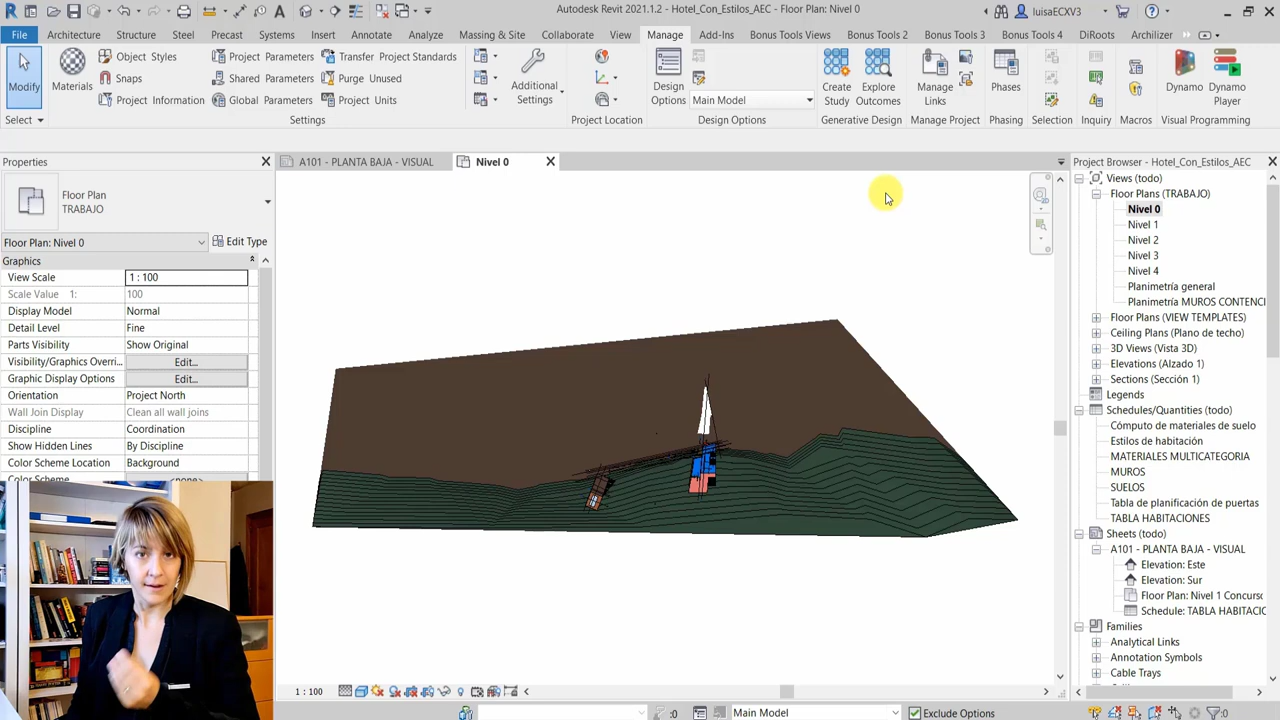 Autodesk Revit 2021.1.2 - Hotel_Con_Estilos_AEC - Floor Plan: Nivel 0
luisaECXV3
File Architecture Structure Steel Precast Systems Insert Annotate Analyze Massing & Site Collaborate View Manage Add-Ins Bonus Tools Views Bonus Tools 2 Bonus Tools 3 Bonus Tools 4 DiRoots Archilizer
Modify
Materials
Object Styles
Snaps
Project Information
Project Parameters
Shared Parameters
Global Parameters
Transfer Project Standards
Purge Unused
Project Units
Additional Settings
Design Options
Main Model
Create Study
Explore Outcomes
Manage Links
Phases
Dynamo
Dynamo Player
Select Settings Project Location Design Options Generative Design Manage Project Phasing Selection Inquiry Macros Visual Programming
Properties
A101 - PLANTA BAJA - VISUAL
Nivel 0
Project Browser - Hotel_Con_Estilos_AEC
Floor Plan
TRABAJO
Floor Plan: Nivel 0
Edit Type
Graphics
View Scale 1 : 100
Scale Value 1: 100
Display Model Normal
Detail Level Fine
Parts Visibility Show Original
Visibility/Graphics Overri... Edit...
Graphic Display Options Edit...
Orientation Project North
Wall Join Display Clean all wall joins
Discipline Coordination
Show Hidden Lines By Discipline
Color Scheme Location Background
Color Scheme <none>
Views (todo)
Floor Plans (TRABAJO)
Nivel 0
Nivel 1
Nivel 2
Nivel 3
Nivel 4
Planimetría general
Planimetría MUROS CONTENCI
Floor Plans (VIEW TEMPLATES)
Ceiling Plans (Plano de techo)
3D Views (Vista 3D)
Elevations (Alzado 1)
Sections (Sección 1)
Legends
Schedules/Quantities (todo)
Cómputo de materiales de suelo
Estilos de habitación
MATERIALES MULTICATEGORIA
MUROS
SUELOS
Tabla de planificación de puertas
TABLA HABITACIONES
Sheets (todo)
A101 - PLANTA BAJA - VISUAL
Elevation: Este
Elevation: Sur
Floor Plan: Nivel 1 Concurso
Schedule: TABLA HABITACIO
Families
Analytical Links
Annotation Symbols
Cable Trays
1 : 100
:0
Main Model
Exclude Options
:0